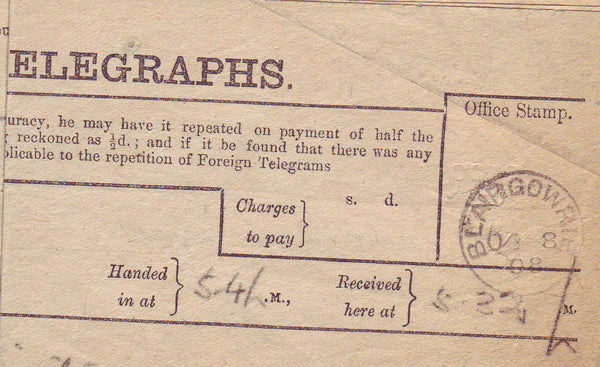 ELEGRAPHS.
Office Stamp.
uracy, he may have it repeated on payment of half the
reckoned as ½d.; and if it be found that there was any
plicable to the repetition of Foreign Telegrams
Charges
to pay
s. d.
BLAIRGOWRIE
8
98
Handed
in at
.M.,
Received
here at
M.